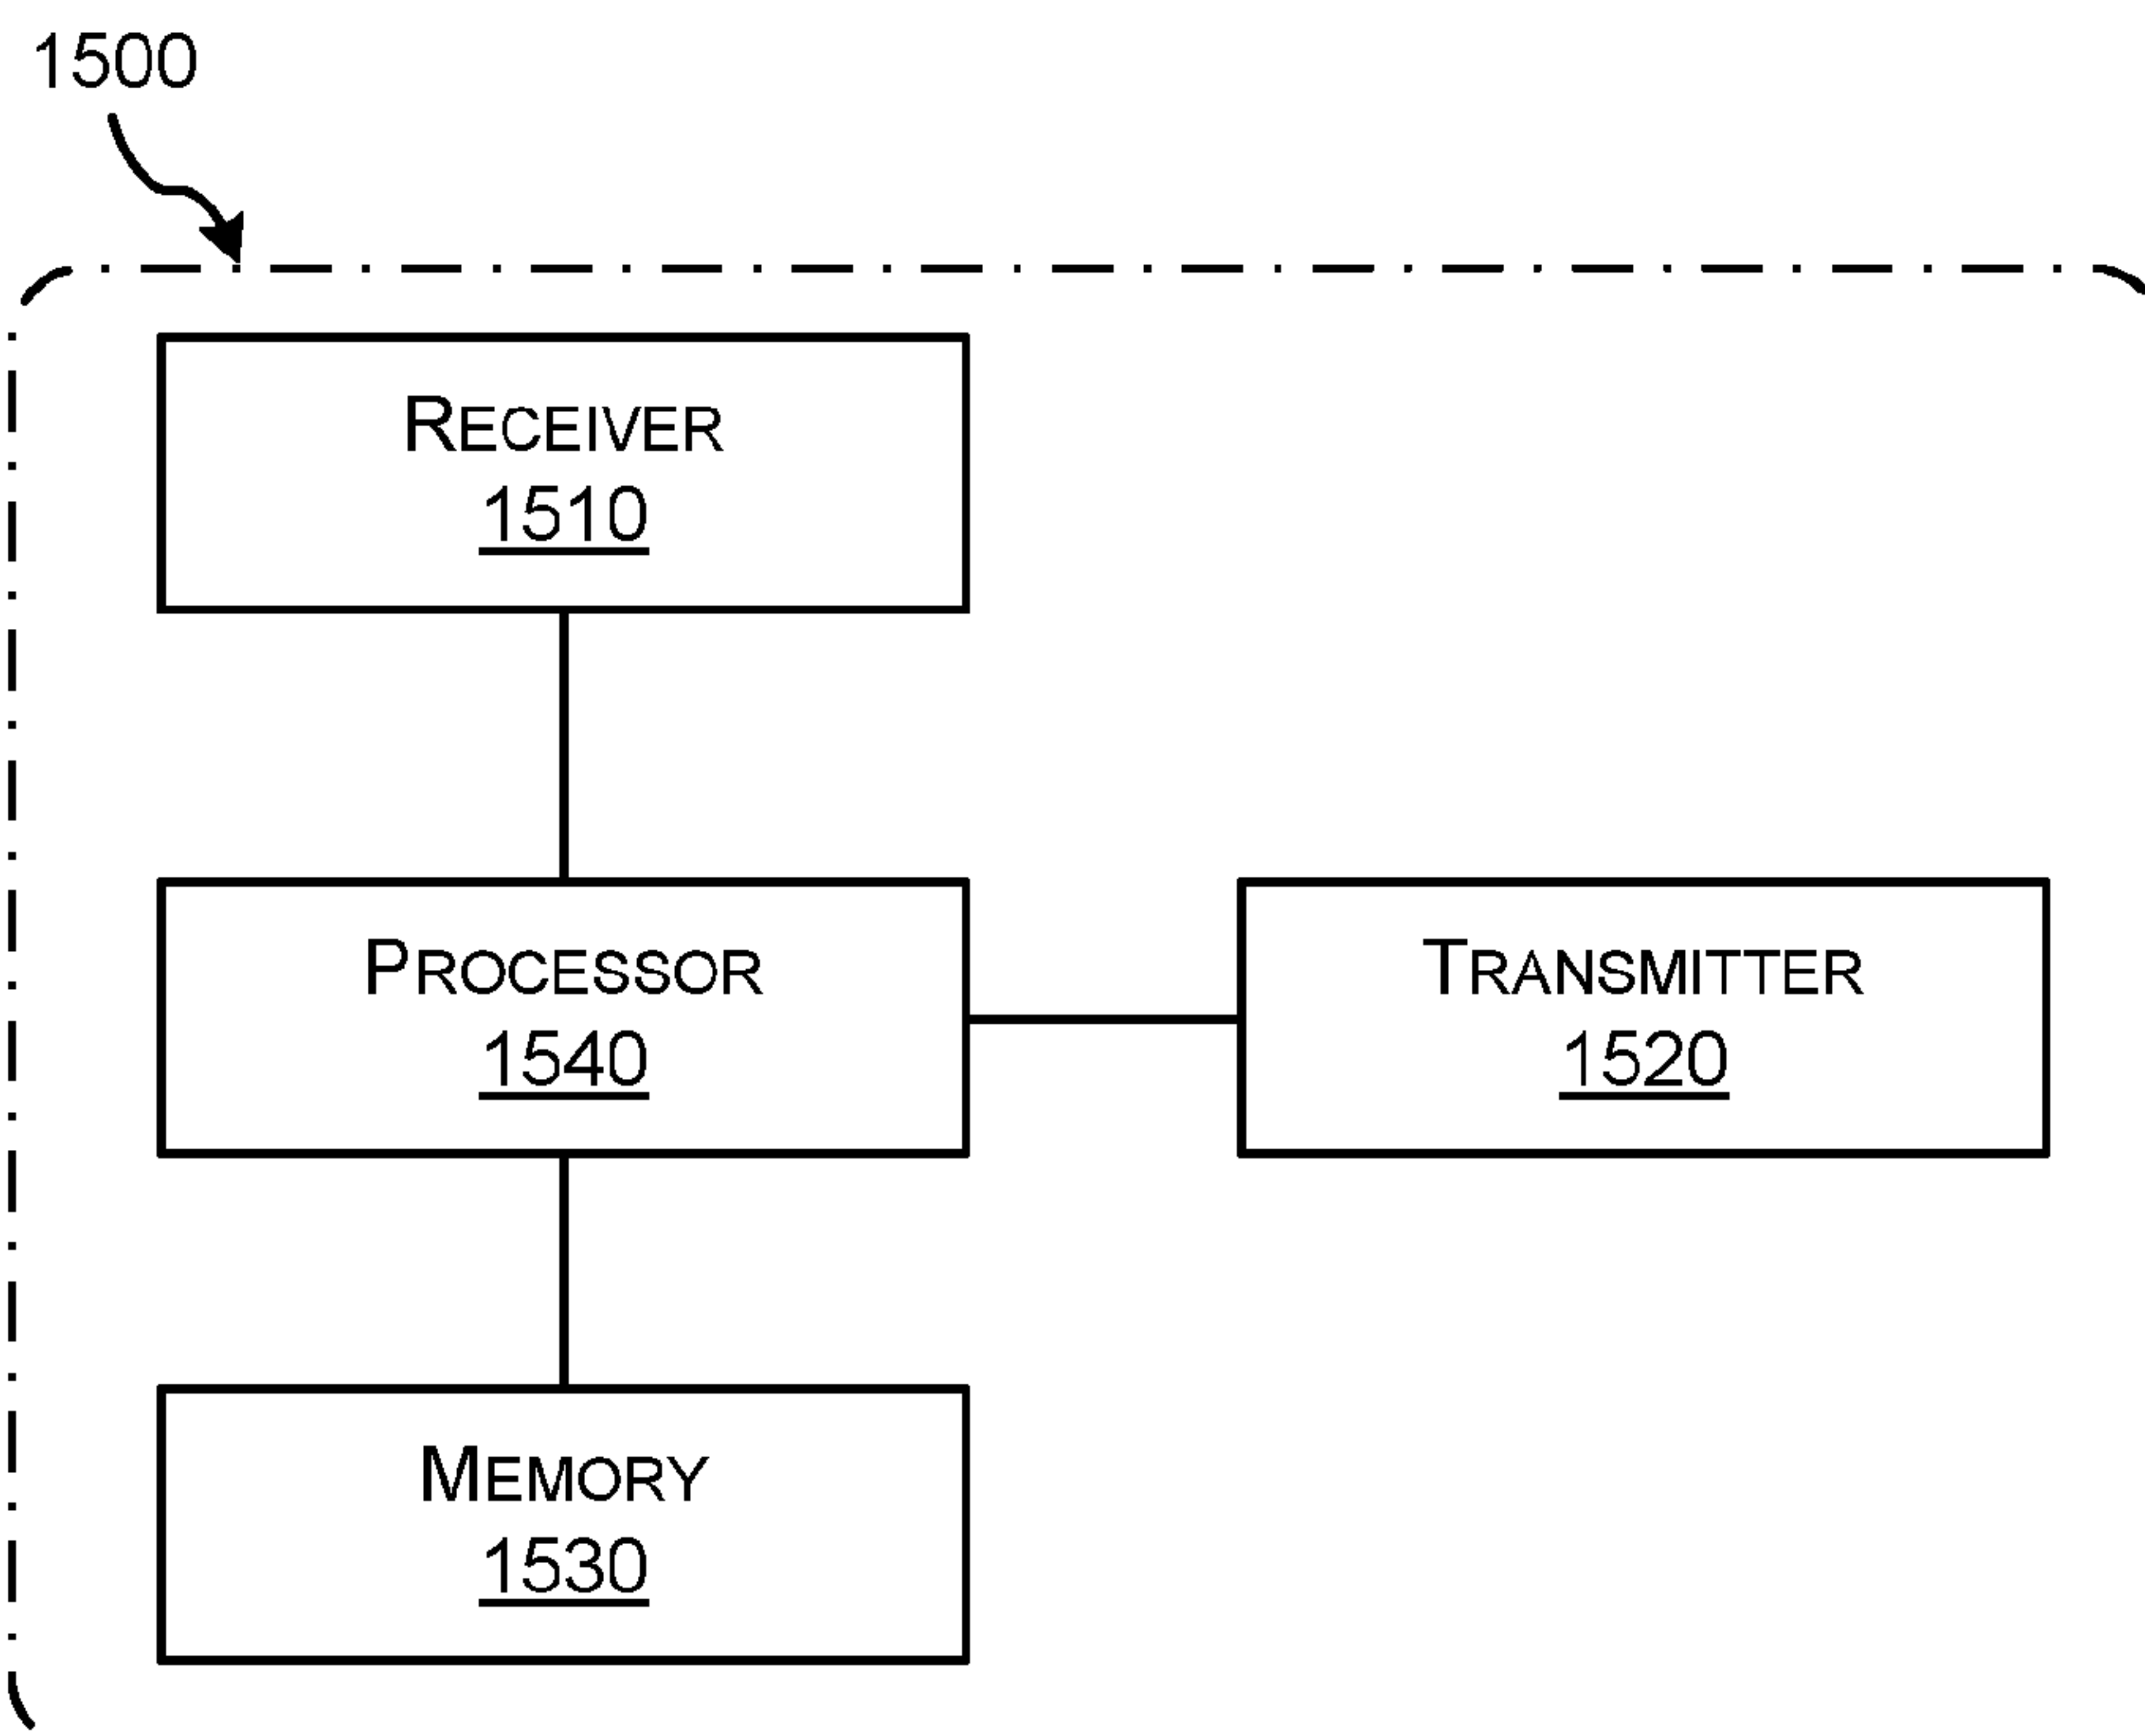 1500
RECEIVER
1510
PROCESSOR
1540
TRANSMITTER
1520
MEMORY
1530